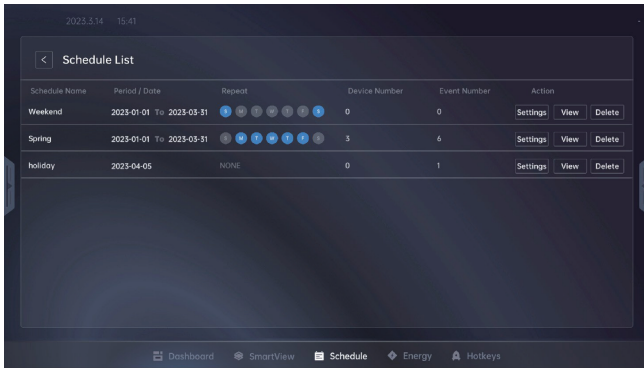 2023.3.14 15:41
< Schedule List
Schedule Name Period / Date Repeat Device Number Event Number Action
Weekend 2023-01-01 To 2023-03-31 S M T W T F S 0 0 Settings View Delete
Spring 2023-01-01 To 2023-03-31 S M T W T F S 3 6 Settings View Delete
holiday 2023-04-05 NONE 0 1 Settings View Delete
Dashboard SmartView Schedule Energy Hotkeys